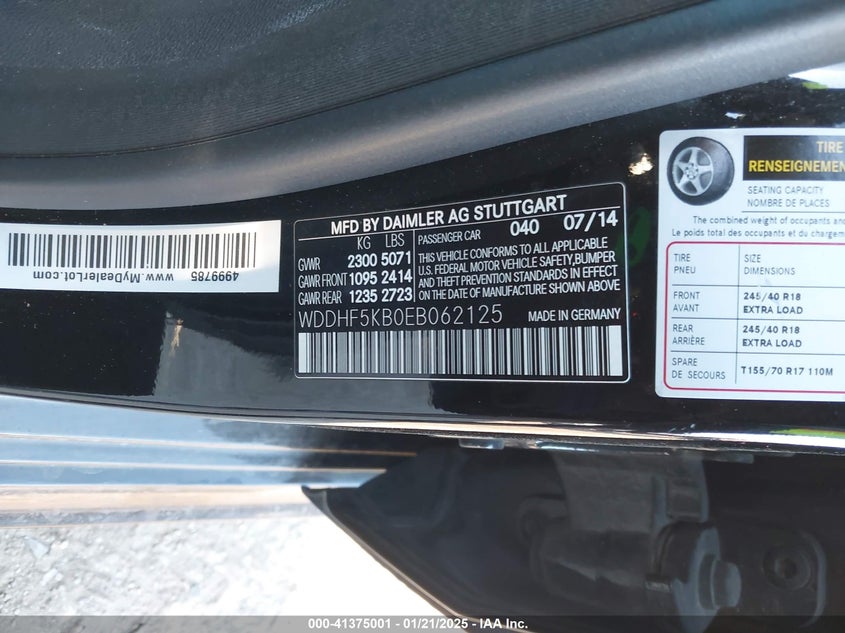 4999785
www.MyDealerLot.com
MFD BY DAIMLER AG STUTTGART
KG LBS
GVWR 2300 5071
GAWR FRONT 1095 2414
GAWR REAR 1235 2723
PASSENGER CAR 040 07/14
THIS VEHICLE CONFORMS TO ALL APPLICABLE
U.S. FEDERAL MOTOR VEHICLE SAFETY,BUMPER
AND THEFT PREVENTION STANDARDS IN EFFECT
ON THE DATE OF MANUFACTURE SHOWN ABOVE.
WDDHF5KB0EB062125 MADE IN GERMANY
TIRE
RENSEIGNEMEN
SEATING CAPACITY
NOMBRE DE PLACES
The combined weight of occupants
Le poids total des occupants et du
TIRE SIZE
PNEU DIMENSIONS
FRONT 245/40 R18
AVANT EXTRA LOAD
REAR 245/40 R18
ARRIÈRE EXTRA LOAD
SPARE T155/70 R17 110M
DE SECOURS
000-41375001 - 01/21/2025 - IAA Inc.